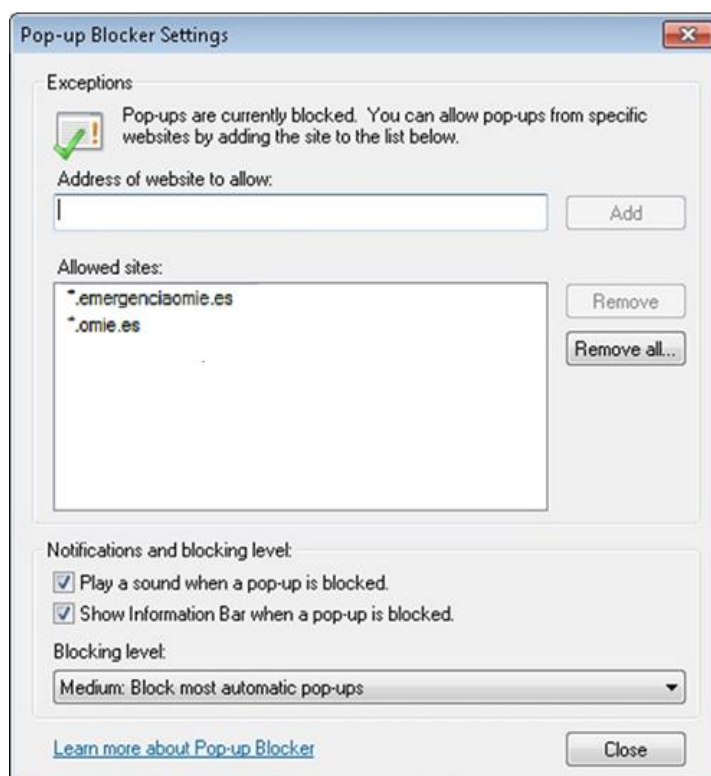 Pop-up Blocker Settings
Exceptions
Pop-ups are currently blocked. You can allow pop-ups from specific
websites by adding the site to the list below.
Address of website to allow:
Add
Allowed sites:
*.emergenciaomie.es
*.omie.es
Remove
Remove all...
Notifications and blocking level:
Play a sound when a pop-up is blocked.
Show Information Bar when a pop-up is blocked.
Blocking level:
Medium: Block most automatic pop-ups
Learn more about Pop-up Blocker
Close